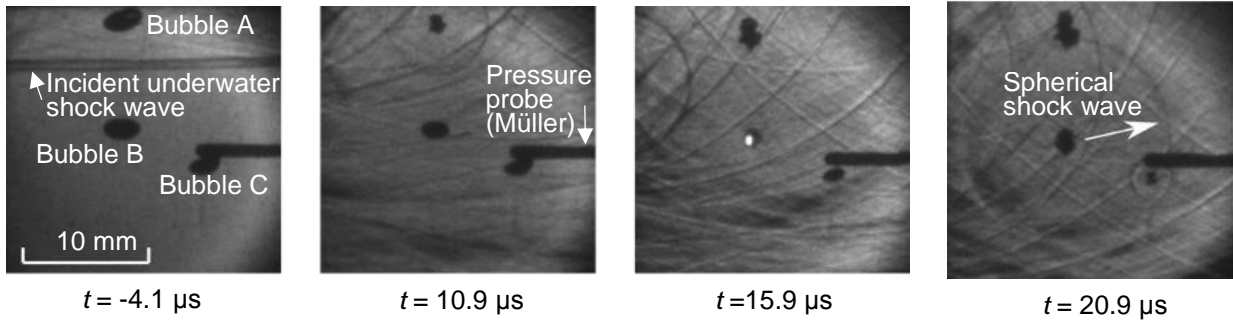 Bubble A
Incident underwater
shock wave
Bubble B
Bubble C
10 mm
t = -4.1 μs
Pressure
probe
(Müller)
t = 10.9 μs
t =15.9 μs
Spherical
shock wave
t = 20.9 μs